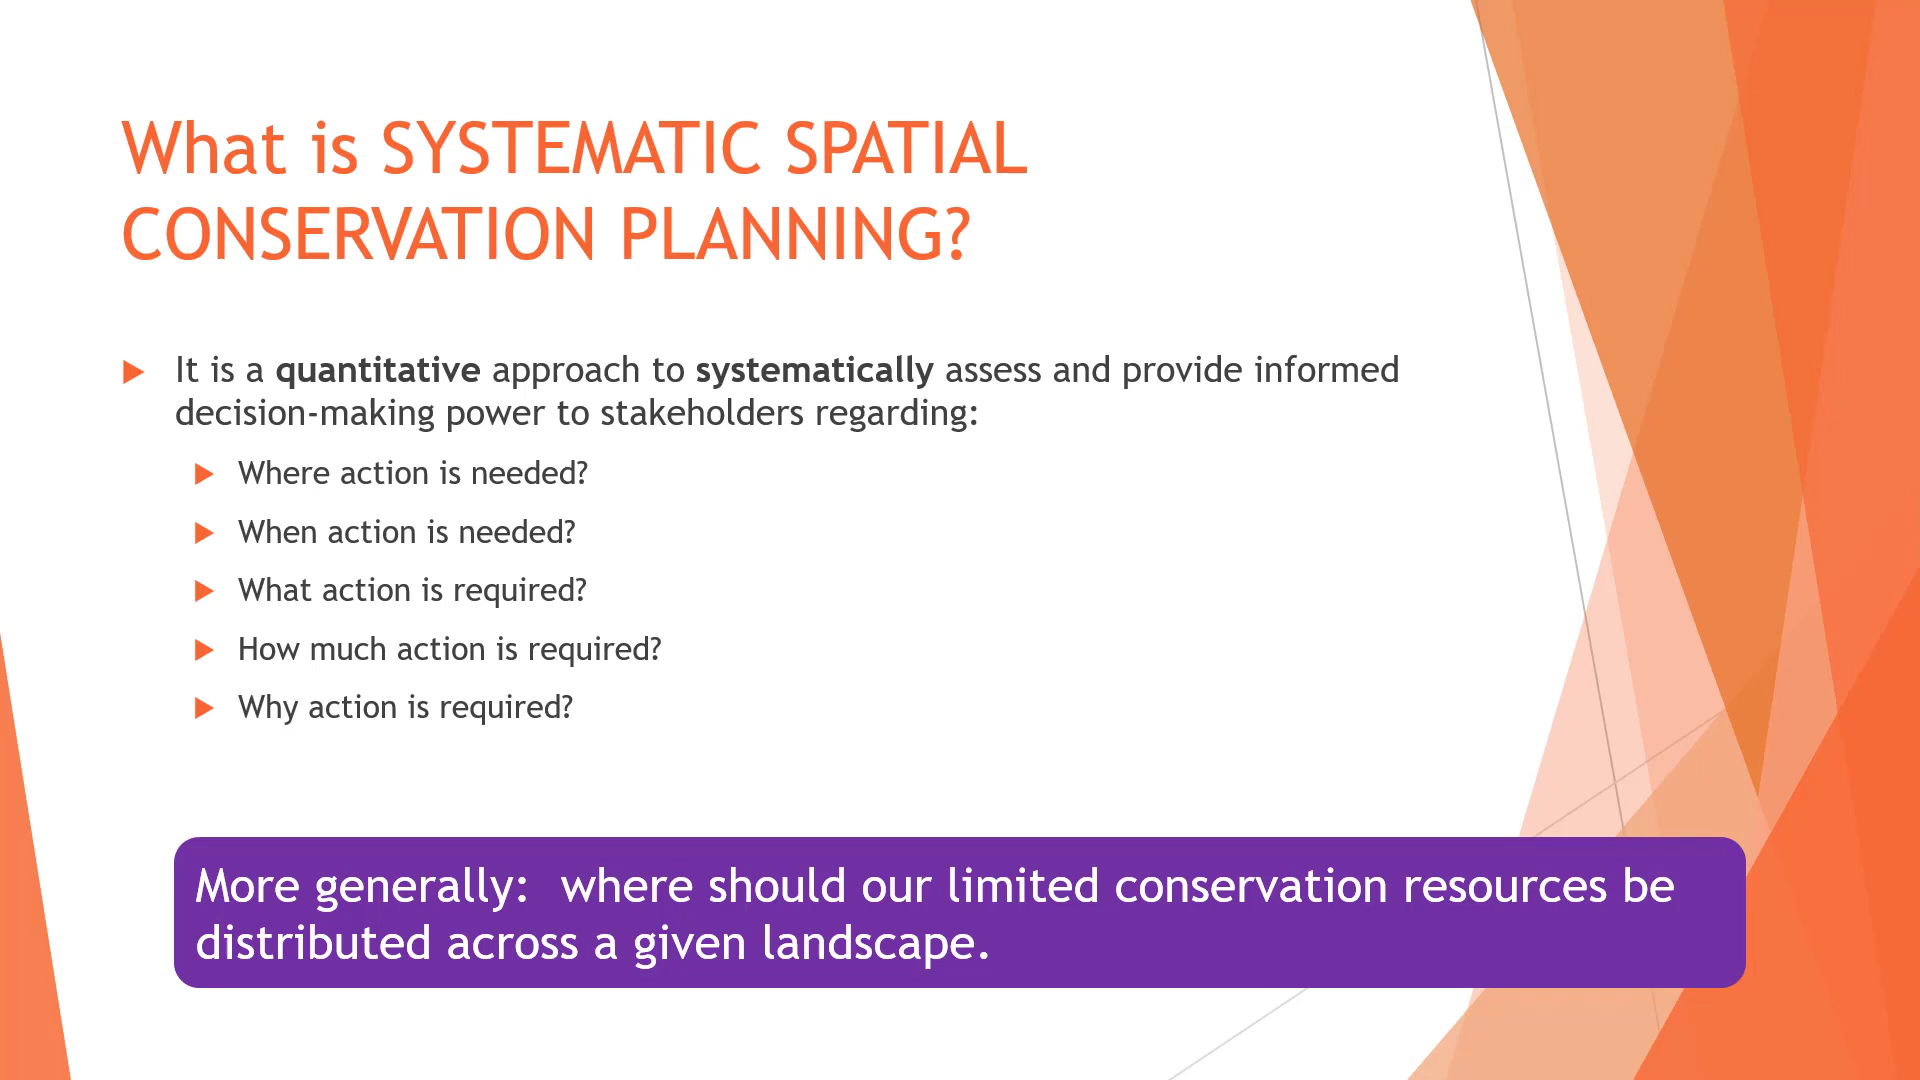 What is SYSTEMATIC SPATIAL
CONSERVATION PLANNING?
It is a quantitative approach to systematically assess and provide informed
decision-making power to stakeholders regarding:
Where action is needed?
When action is needed?
What action is required?
How much action is required?
Why action is required?
More generally:  where should our limited conservation resources be
distributed across a given landscape.